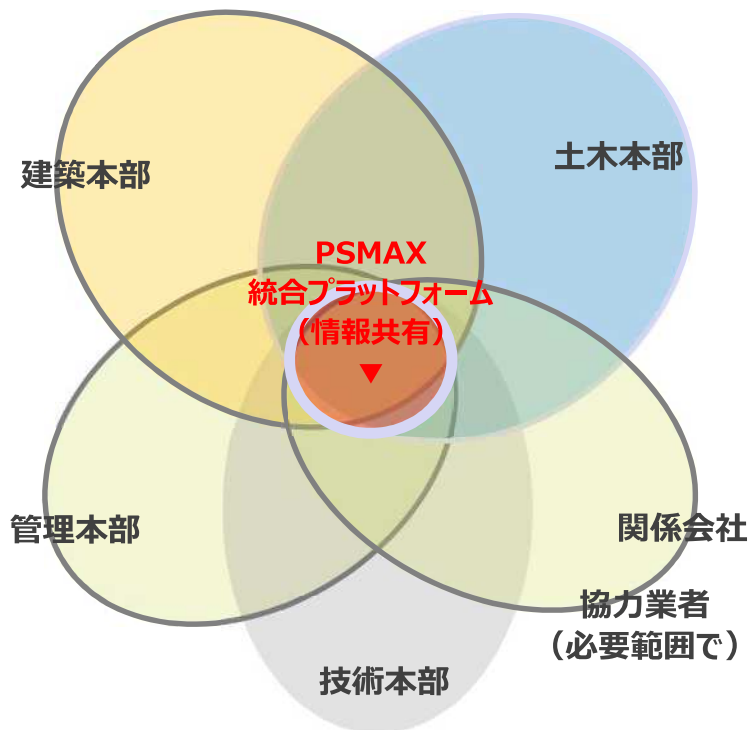 建築本部
土木本部
PSMAX
統合プラットフォーム
（情報共有）
▼
管理本部
関係会社
協力業者
（必要範囲で）
技術本部